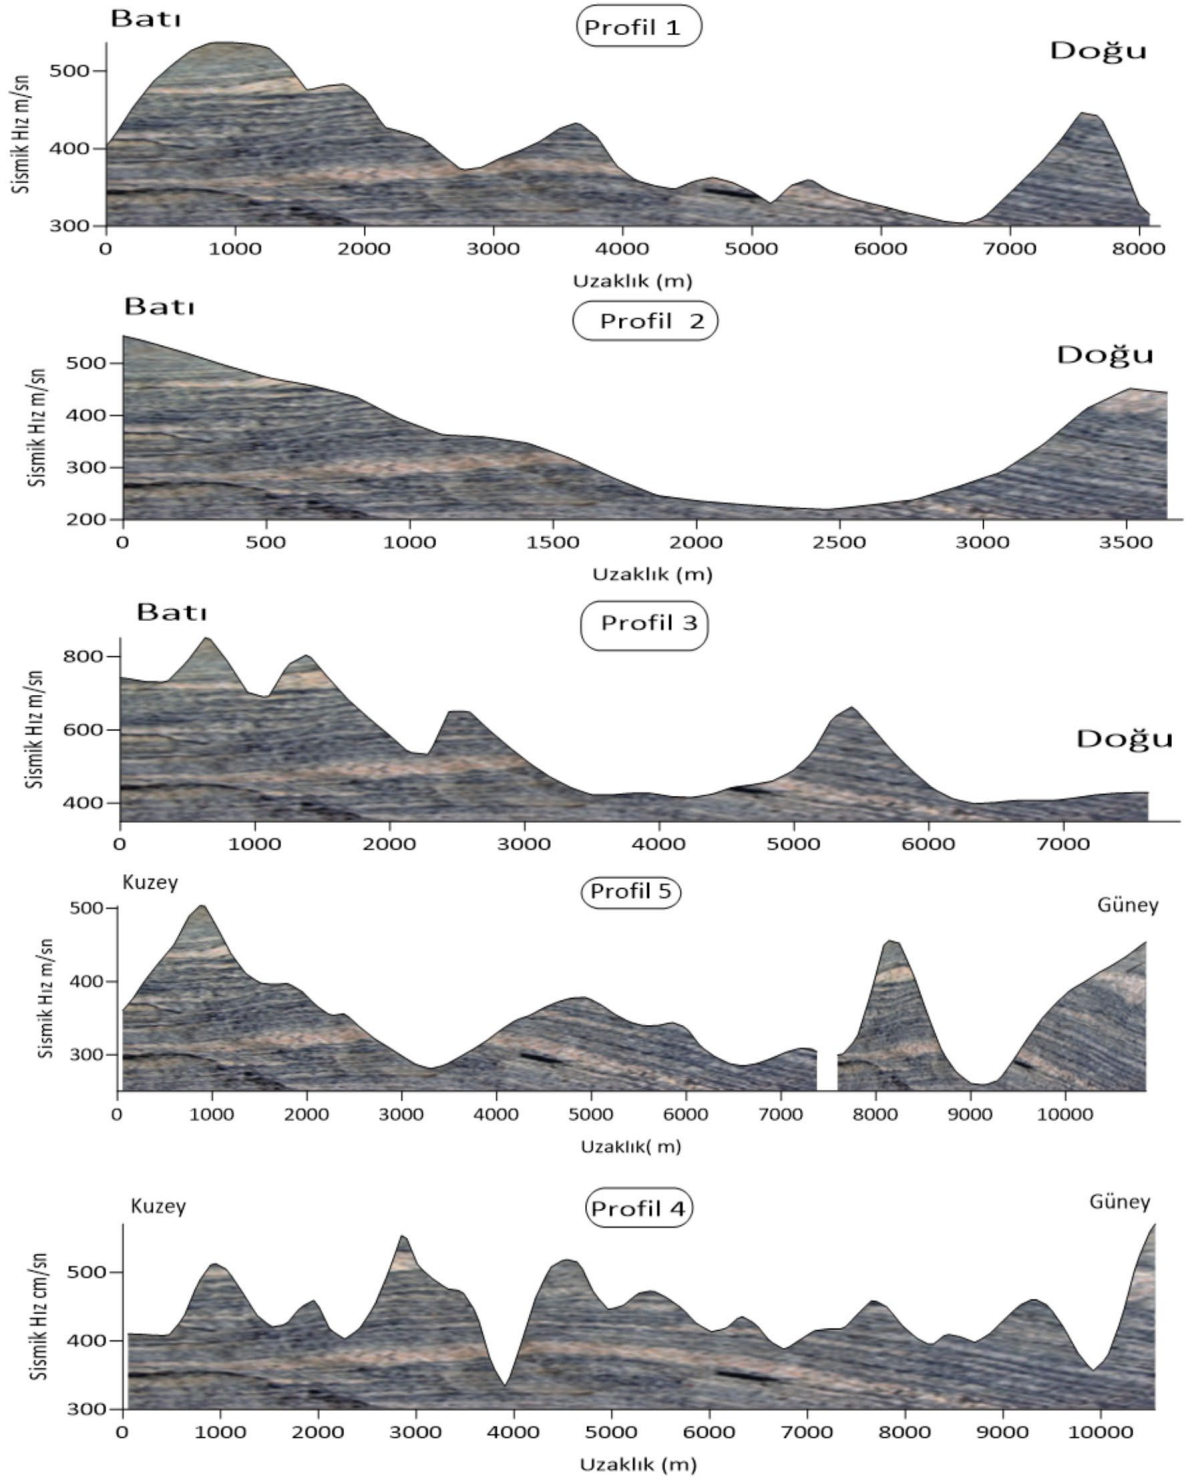 Batı
Profil 1
Doğu
Sismik Hız m/sn
500
400
300
0 1000 2000 3000 4000 5000 6000 7000 8000
Uzaklık (m)
Batı
Profil 2
Doğu
Sismik Hız m/sn
500
400
300
200
0 500 1000 1500 2000 2500 3000 3500
Uzaklık (m)
Batı
Profil 3
Doğu
Sismik Hız m/sn
800
600
400
0 1000 2000 3000 4000 5000 6000 7000
Kuzey
Profil 5
Güney
Sismik Hız m/sn
500
400
300
0 1000 2000 3000 4000 5000 6000 7000 8000 9000 10000
Uzaklık( m)
Kuzey
Profil 4
Güney
Sismik Hız cm/sn
500
400
300
0 1000 2000 3000 4000 5000 6000 7000 8000 9000 10000
Uzaklık (m)